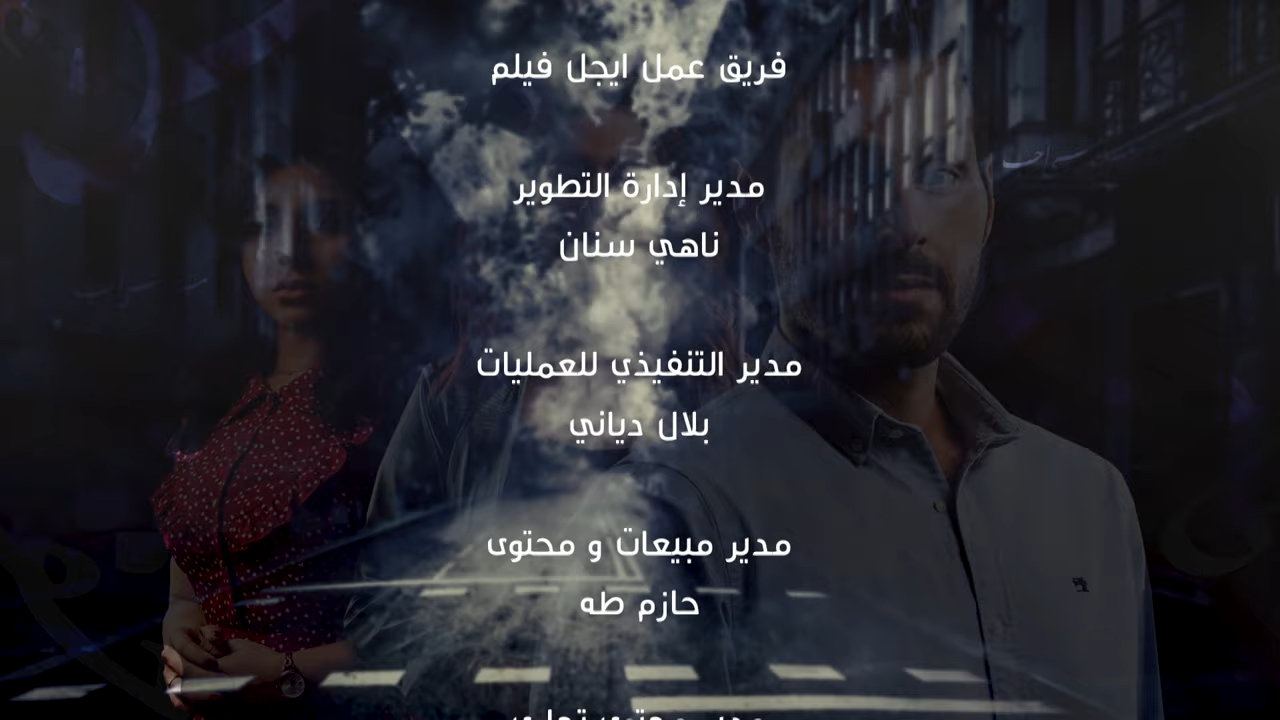 فريق عمل ايجل فيلم
مدير إدارة التطوير
ناهي سنان
مدير التنفيذي للعمليات
بلال دياني
مدير مبيعات و محتوى
حازم طه